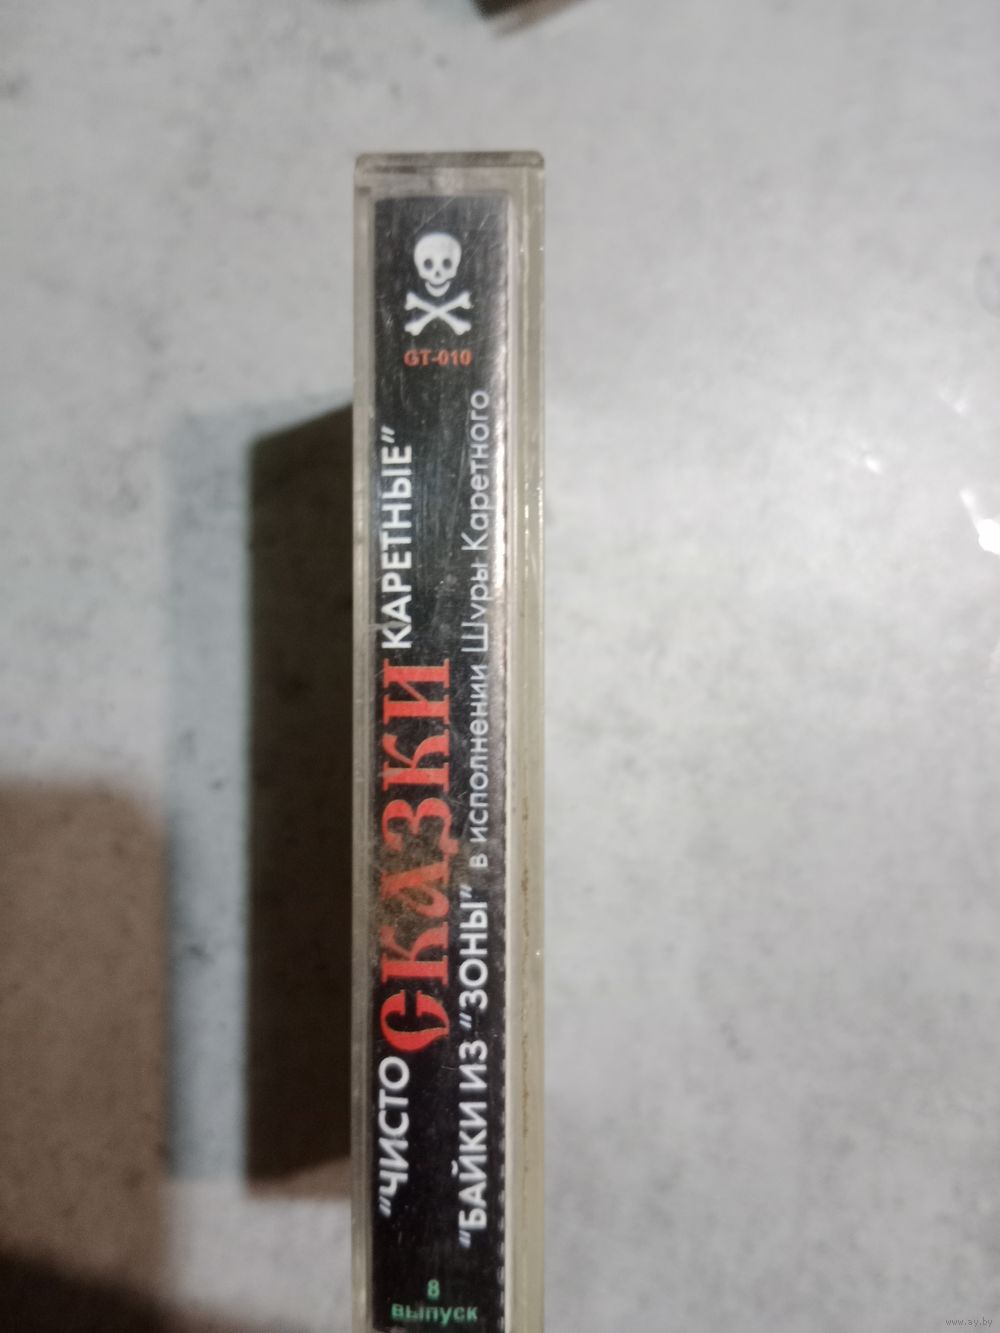 "ЧИСТО СКАЗКИ КАРЕТНЫЕ"
"БАЙКИ ИЗ "ЗОНЫ" в исполнении Шуры Каретного
8
выпуск
GT-010
www.ay.by